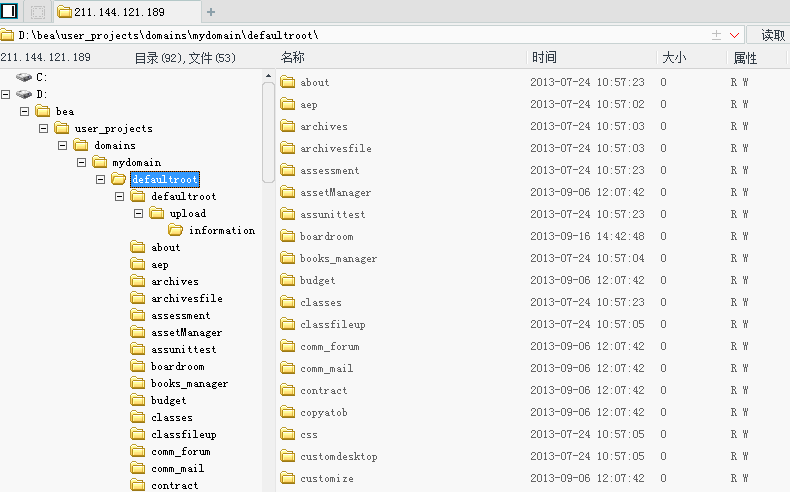 211.144.121.189
D:\bea\user_projects\domains\mydomain\defaultroot\ 读取
211.144.121.189 目录(92),文件(53) 名称 时间 大小 属性
C:
D:
bea
user_projects
domains
mydomain
defaultroot
defaultroot
upload
information
about
aep
archives
archivesfile
assessment
assetManager
assunittest
boardroom
books_manager
budget
classes
classfileup
comm_forum
comm_mail
contract
about 2013-07-24 10:57:23 0 R W
aep 2013-07-24 10:57:02 0 R W
archives 2013-07-24 10:57:03 0 R W
archivesfile 2013-07-24 10:57:03 0 R W
assessment 2013-07-24 10:57:23 0 R W
assetManager 2013-09-06 12:07:42 0 R W
assunittest 2013-07-24 10:57:23 0 R W
boardroom 2013-09-16 14:42:48 0 R W
books_manager 2013-07-24 10:57:04 0 R W
budget 2013-09-06 12:07:42 0 R W
classes 2013-07-24 10:57:23 0 R W
classfileup 2013-07-24 10:57:05 0 R W
comm_forum 2013-09-06 12:07:42 0 R W
comm_mail 2013-09-06 12:07:42 0 R W
contract 2013-09-06 12:07:42 0 R W
copyatob 2013-09-06 12:07:42 0 R W
css 2013-07-24 10:57:05 0 R W
customdesktop 2013-07-24 10:57:05 0 R W
customize 2013-09-06 12:07:42 0 R W